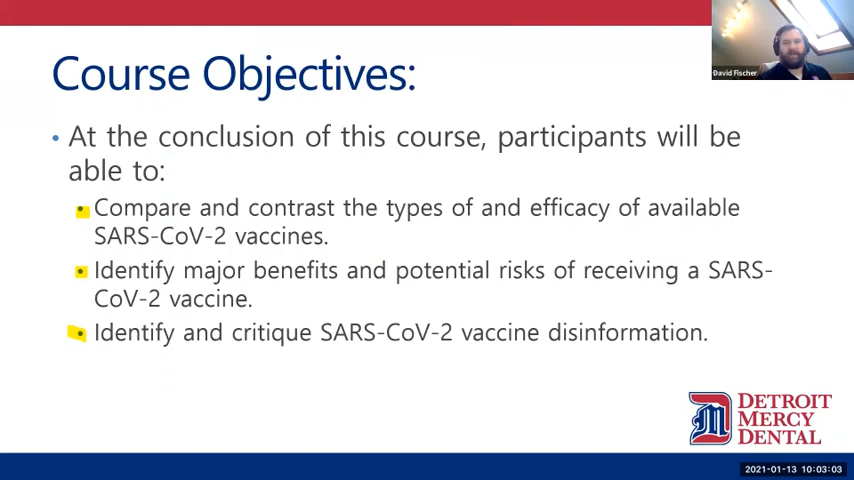 Course Objectives:
David Fischer
• At the conclusion of this course, participants will be
able to:
• Compare and contrast the types of and efficacy of available
SARS-CoV-2 vaccines.
• Identify major benefits and potential risks of receiving a SARS-
CoV-2 vaccine.
• Identify and critique SARS-CoV-2 vaccine disinformation.
DETROIT
MERCY
DENTAL
2021-01-13 10:03:03